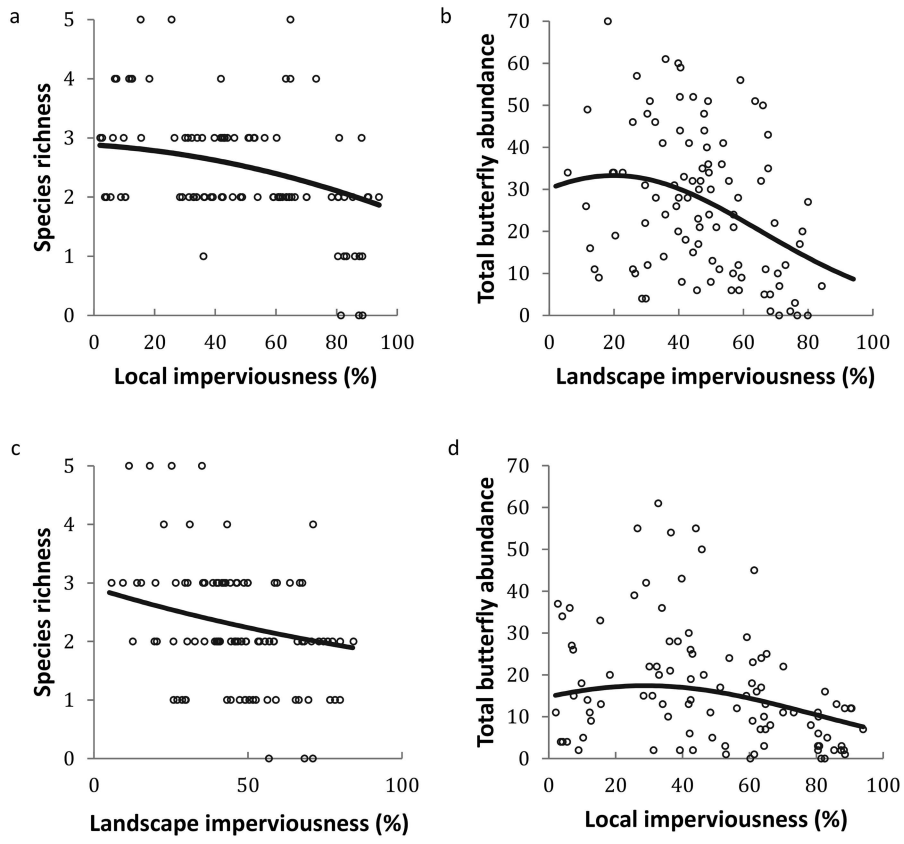 a
Species richness
5
4
3
2
1
0
0 20 40 60 80 100
Local imperviousness (%)
b
Total butterfly abundance
70
60
50
40
30
20
10
0
0 20 40 60 80 100
Landscape imperviousness (%)
c
Species richness
5
4
3
2
1
0
0 50 100
Landscape imperviousness (%)
d
Total butterfly abundance
70
60
50
40
30
20
10
0
0 20 40 60 80 100
Local imperviousness (%)